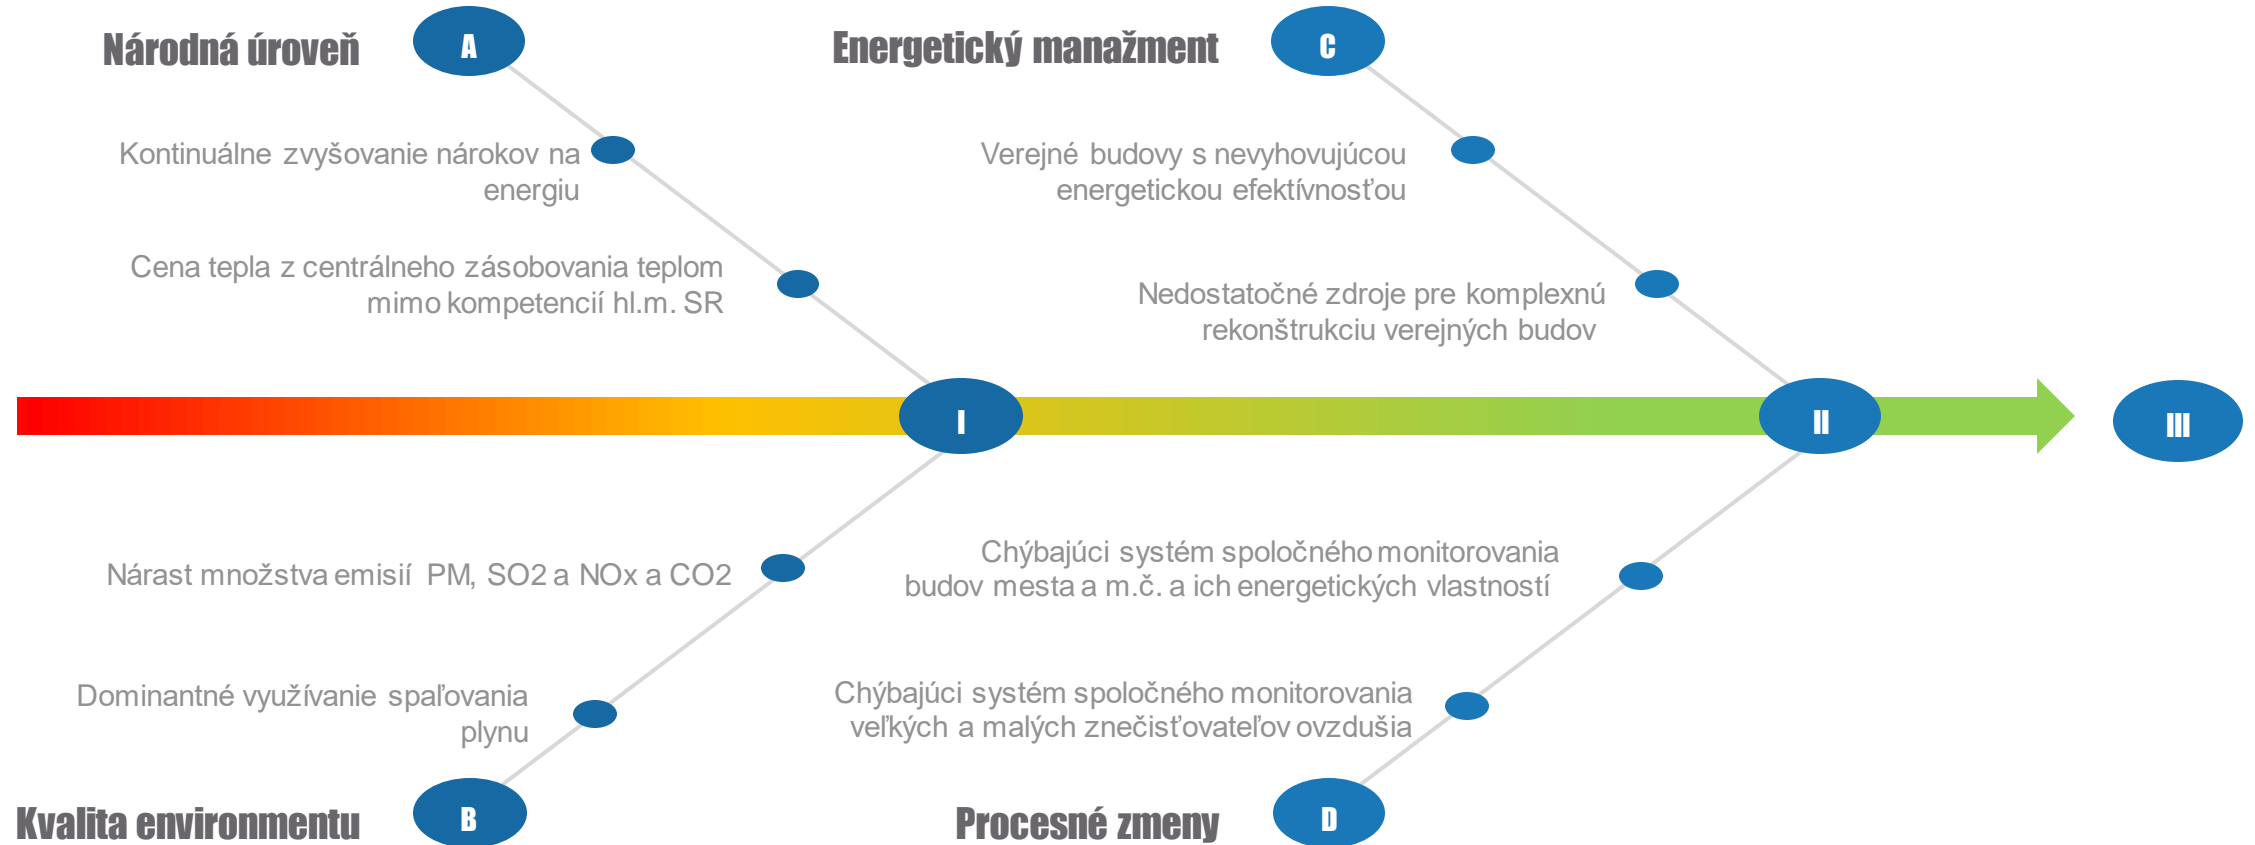 Národná úroveň
A
Kontinuálne zvyšovanie nárokov na
energiu
Cena tepla z centrálneho zásobovania teplom
mimo kompetencií hl.m. SR
Energetický manažment
C
Verejné budovy s nevyhovujúcou
energetickou efektívnosťou
Nedostatočné zdroje pre komplexnú
rekonštrukciu verejných budov
I
II
III
Nárast množstva emisií PM, SO2 a NOx a CO2
Dominantné využívanie spaľovania
plynu
Kvalita environmentu
B
Chýbajúci systém spoločného monitorovania
budov mesta a m.č. a ich energetických vlastností
Chýbajúci systém spoločného monitorovania
veľkých a malých znečisťovateľov ovzdušia
Procesné zmeny
D